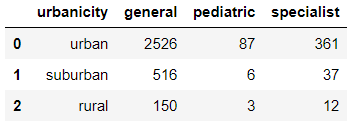 urbanicity general pediatric specialist
0 urban 2526 87 361
1 suburban 516 6 37
2 rural 150 3 12